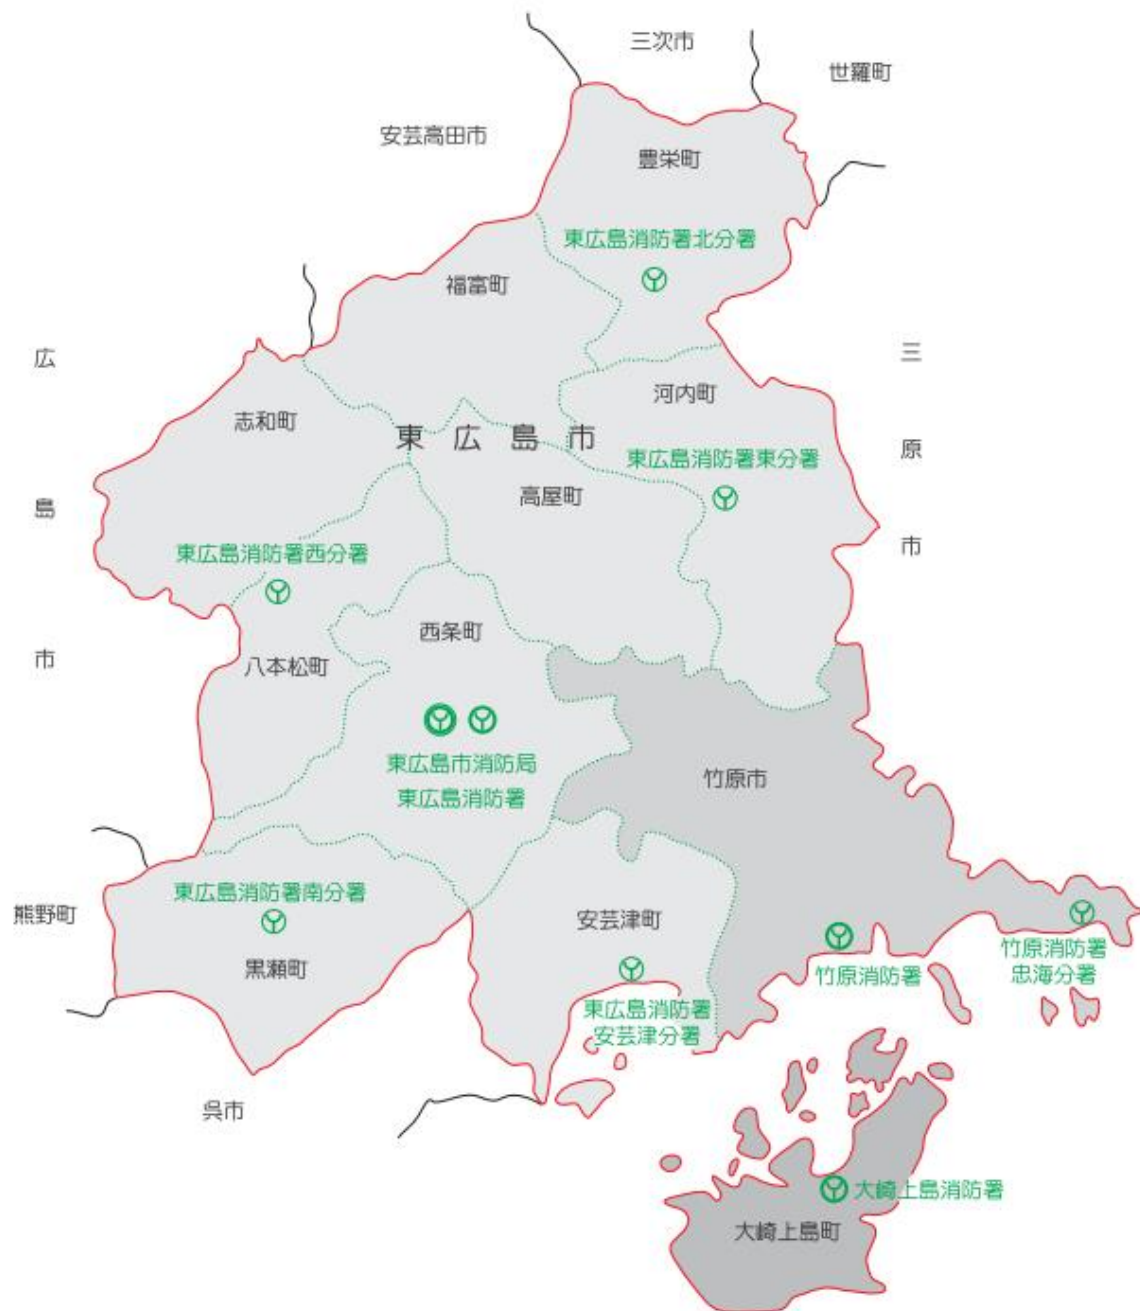 三次市
世羅町
安芸高田市
豊栄町
東広島消防署北分署
福富町
広島市
三原市
河内町
志和町
東広島市
東広島消防署東分署
高屋町
東広島消防署西分署
西条町
八本松町
東広島市消防局
東広島消防署
竹原市
東広島消防署南分署
熊野町
安芸津町
黒瀬町
竹原消防署
忠海分署
竹原消防署
東広島消防署
安芸津分署
呉市
大崎上島消防署
大崎上島町